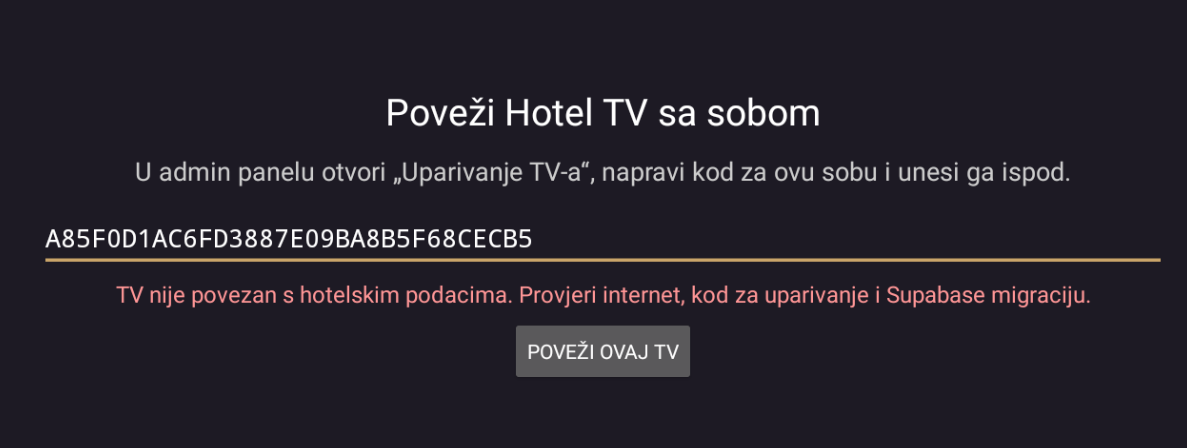 Poveži Hotel TV sa sobom
U admin panelu otvori „Uparivanje TV-a“, napravi kod za ovu sobu i unesi ga ispod.
A85F0D1AC6FD3887E09BA8B5F68CECB5
TV nije povezan s hotelskim podacima. Provjeri internet, kod za uparivanje i Supabase migraciju.
POVEŽI OVAJ TV